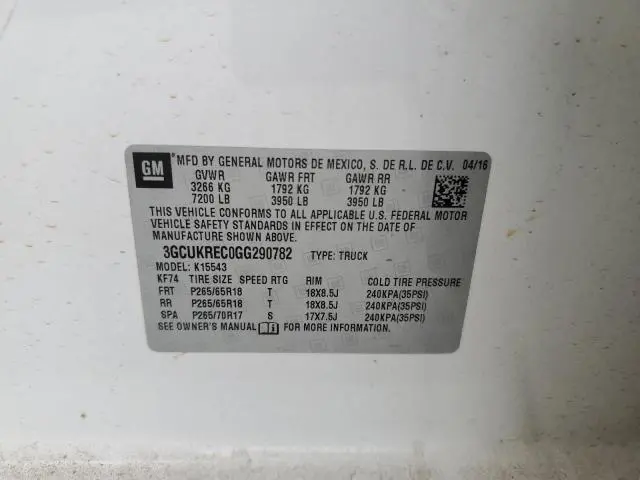 GM
*MFD BY GENERAL MOTORS DE MEXICO, S. DE R.L. DE C.V. 04/16
GVWR GAWR FRT GAWR RR
3266 KG 1792 KG 1792 KG
7200 LB 3950 LB 3950 LB
THIS VEHICLE CONFORMS TO ALL APPLICABLE U.S. FEDERAL MOTOR
VEHICLE SAFETY STANDARDS IN EFFECT ON THE DATE OF
MANUFACTURE SHOWN ABOVE.
3GCUKREC0GG290782 TYPE: TRUCK
MODEL: K15543
KF74 TIRE SIZE SPEED RTG RIM COLD TIRE PRESSURE
FRT P265/65R18 T 18X8.5J 240KPA(35PSI)
RR P265/65R18 T 18X8.5J 240KPA(35PSI)
SPA P265/70R17 S 17X7.5J 240KPA(35PSI)
SEE OWNER'S MANUAL FOR MORE INFORMATION.